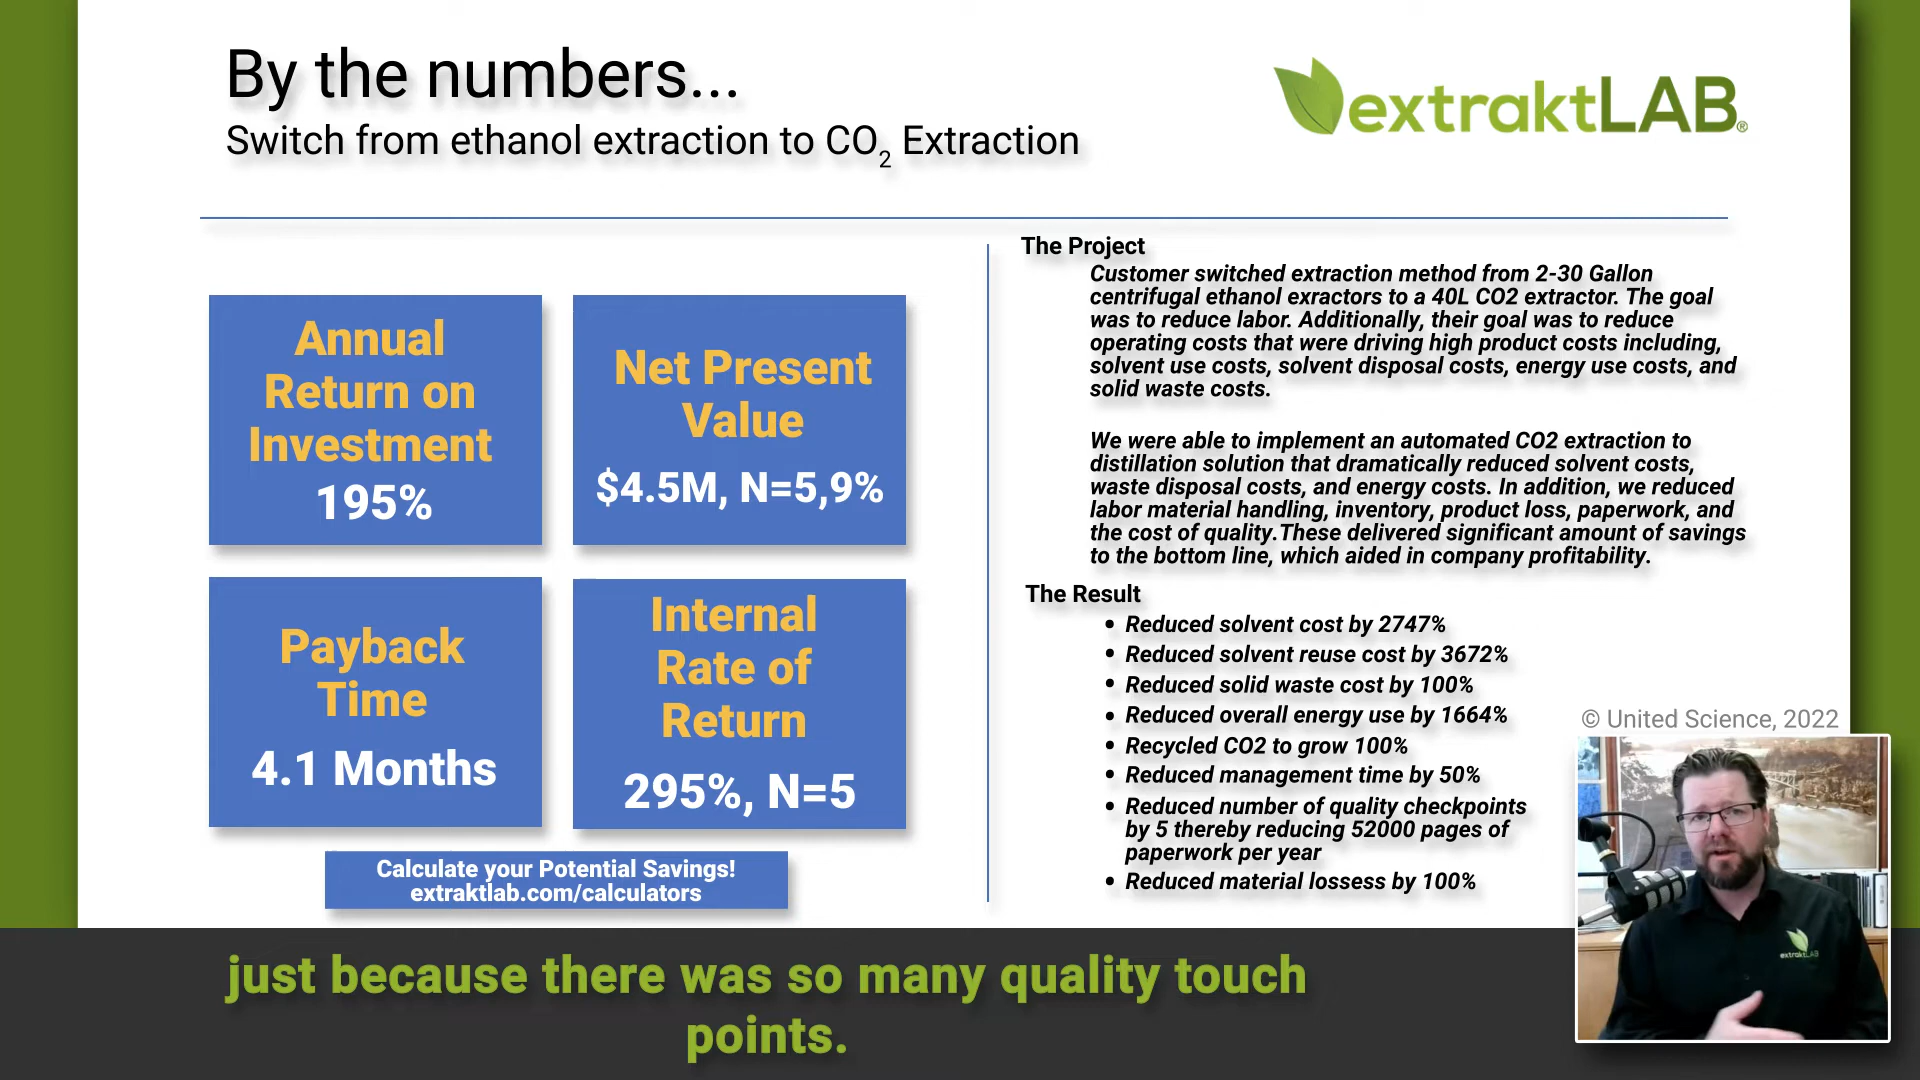 By the numbers...
Switch from ethanol extraction to CO2 Extraction
extraktLAB®
Annual
Return on
Investment
195%
Net Present
Value
$4.5M, N=5,9%
Payback
Time
4.1 Months
Internal
Rate of
Return
295%, N=5
Calculate your Potential Savings!
extraktlab.com/calculators
The Project
Customer switched extraction method from 2-30 Gallon
centrifugal ethanol exractors to a 40L CO2 extractor. The goal
was to reduce labor. Additionally, their goal was to reduce
operating costs that were driving high product costs including,
solvent use costs, solvent disposal costs, energy use costs, and
solid waste costs.
We were able to implement an automated CO2 extraction to
distillation solution that dramatically reduced solvent costs,
waste disposal costs, and energy costs. In addition, we reduced
labor material handling, inventory, product loss, paperwork, and
the cost of quality.These delivered significant amount of savings
to the bottom line, which aided in company profitability.
The Result
• Reduced solvent cost by 2747%
• Reduced solvent reuse cost by 3672%
• Reduced solid waste cost by 100%
• Reduced overall energy use by 1664%
• Recycled CO2 to grow 100%
• Reduced management time by 50%
• Reduced number of quality checkpoints
by 5 thereby reducing 52000 pages of
paperwork per year
• Reduced material lossess by 100%
© United Science, 2022
extraktLAB
just because there was so many quality touch
points.